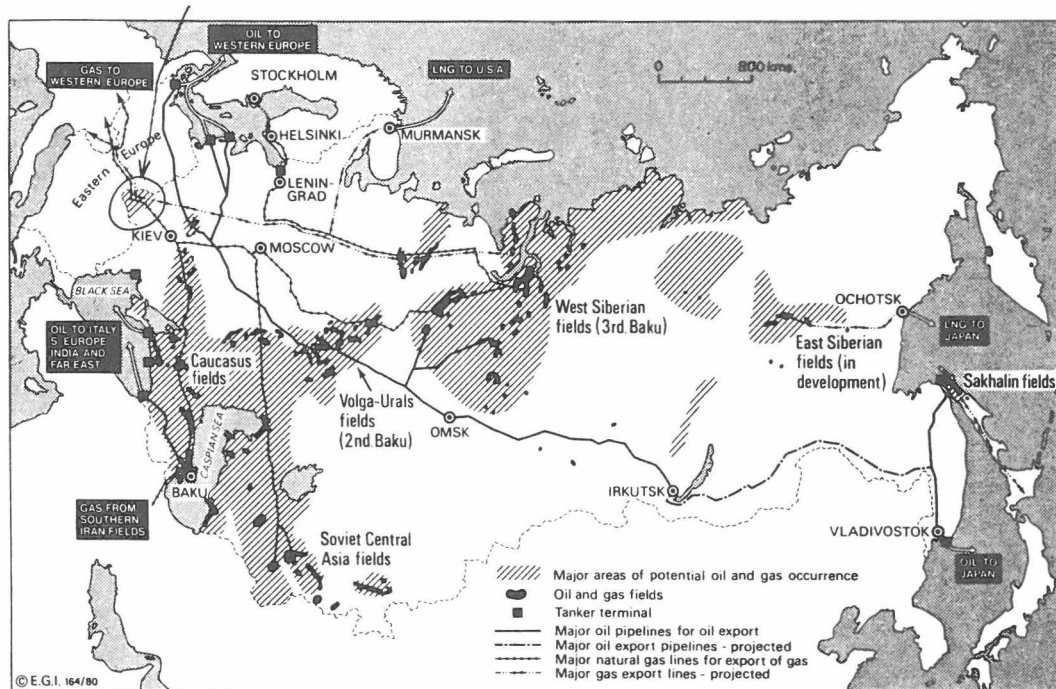 OIL TO
WESTERN EUROPE
GAS TO
WESTERN EUROPE
STOCKHOLM
LNG TO U.S.A
0 800 kms.
HELSINKI
MURMANSK
Eastern Europe
LENIN-
GRAD
KIEV
MOSCOW
BLACK SEA
OIL TO ITALY
S. EUROPE
INDIA AND
FAR EAST
Caucasus
fields
West Siberian
fields (3rd. Baku)
OCHOTSK
LNG TO
JAPAN
East Siberian
fields (in
development)
Sakhalin fields
Volga-Urals
fields
(2nd. Baku)
OMSK
CASPIAN SEA
BAKU
IRKUTSK
GAS FROM
SOUTHERN
IRAN FIELDS
VLADIVOSTOK
OIL TO
JAPAN
Soviet Central
Asia fields
Major areas of potential oil and gas occurrence
Oil and gas fields
Tanker terminal
Major oil pipelines for oil export
Major oil export pipelines - projected
Major natural gas lines for export of gas
Major gas export lines - projected
© E.G.I. 164/80